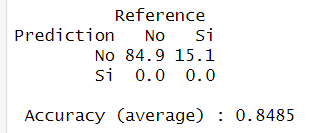 Reference
Prediction No Si
No 84.9 15.1
Si 0.0 0.0
Accuracy (average) : 0.8485